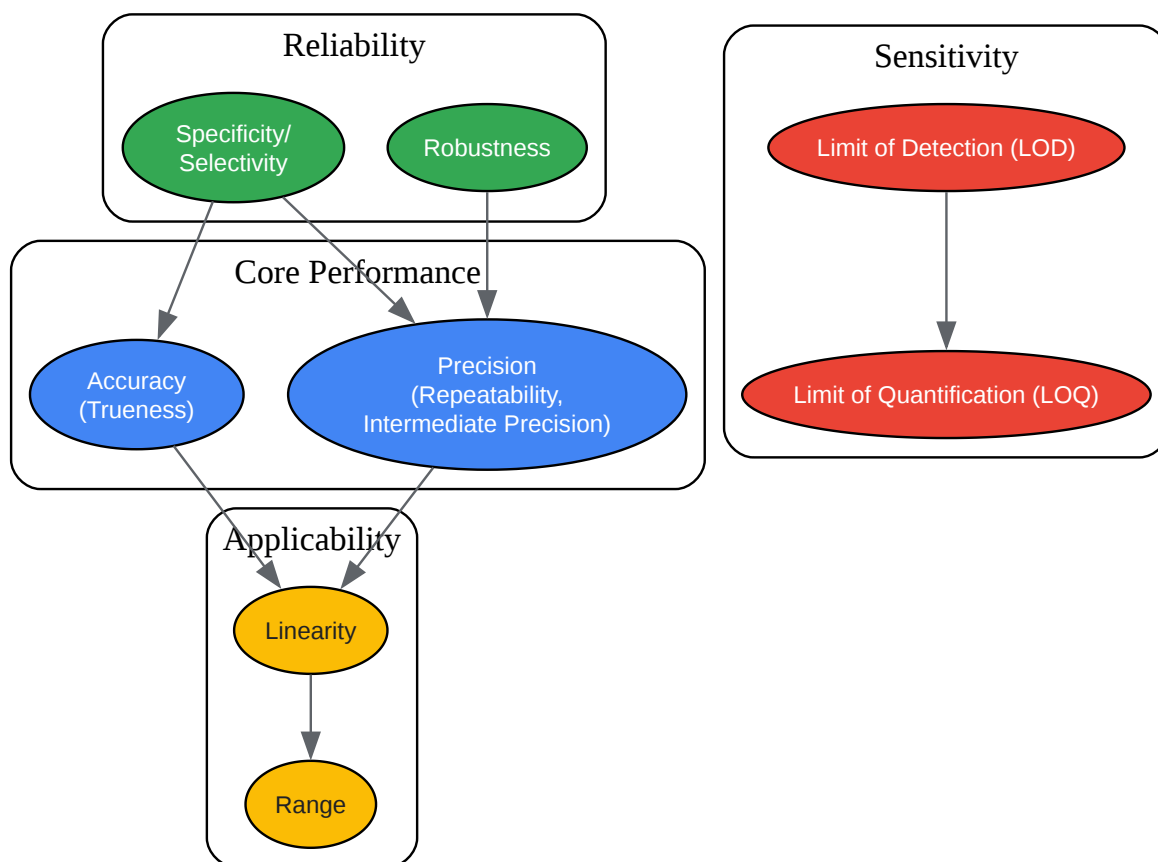 Reliability
Specificity/
Selectivity
Robustness
Core Performance
Accuracy
(Trueness)
Precision
(Repeatability,
Intermediate Precision)
Applicability
Linearity
Range
Sensitivity
Limit of Detection (LOD)
Limit of Quantification (LOQ)